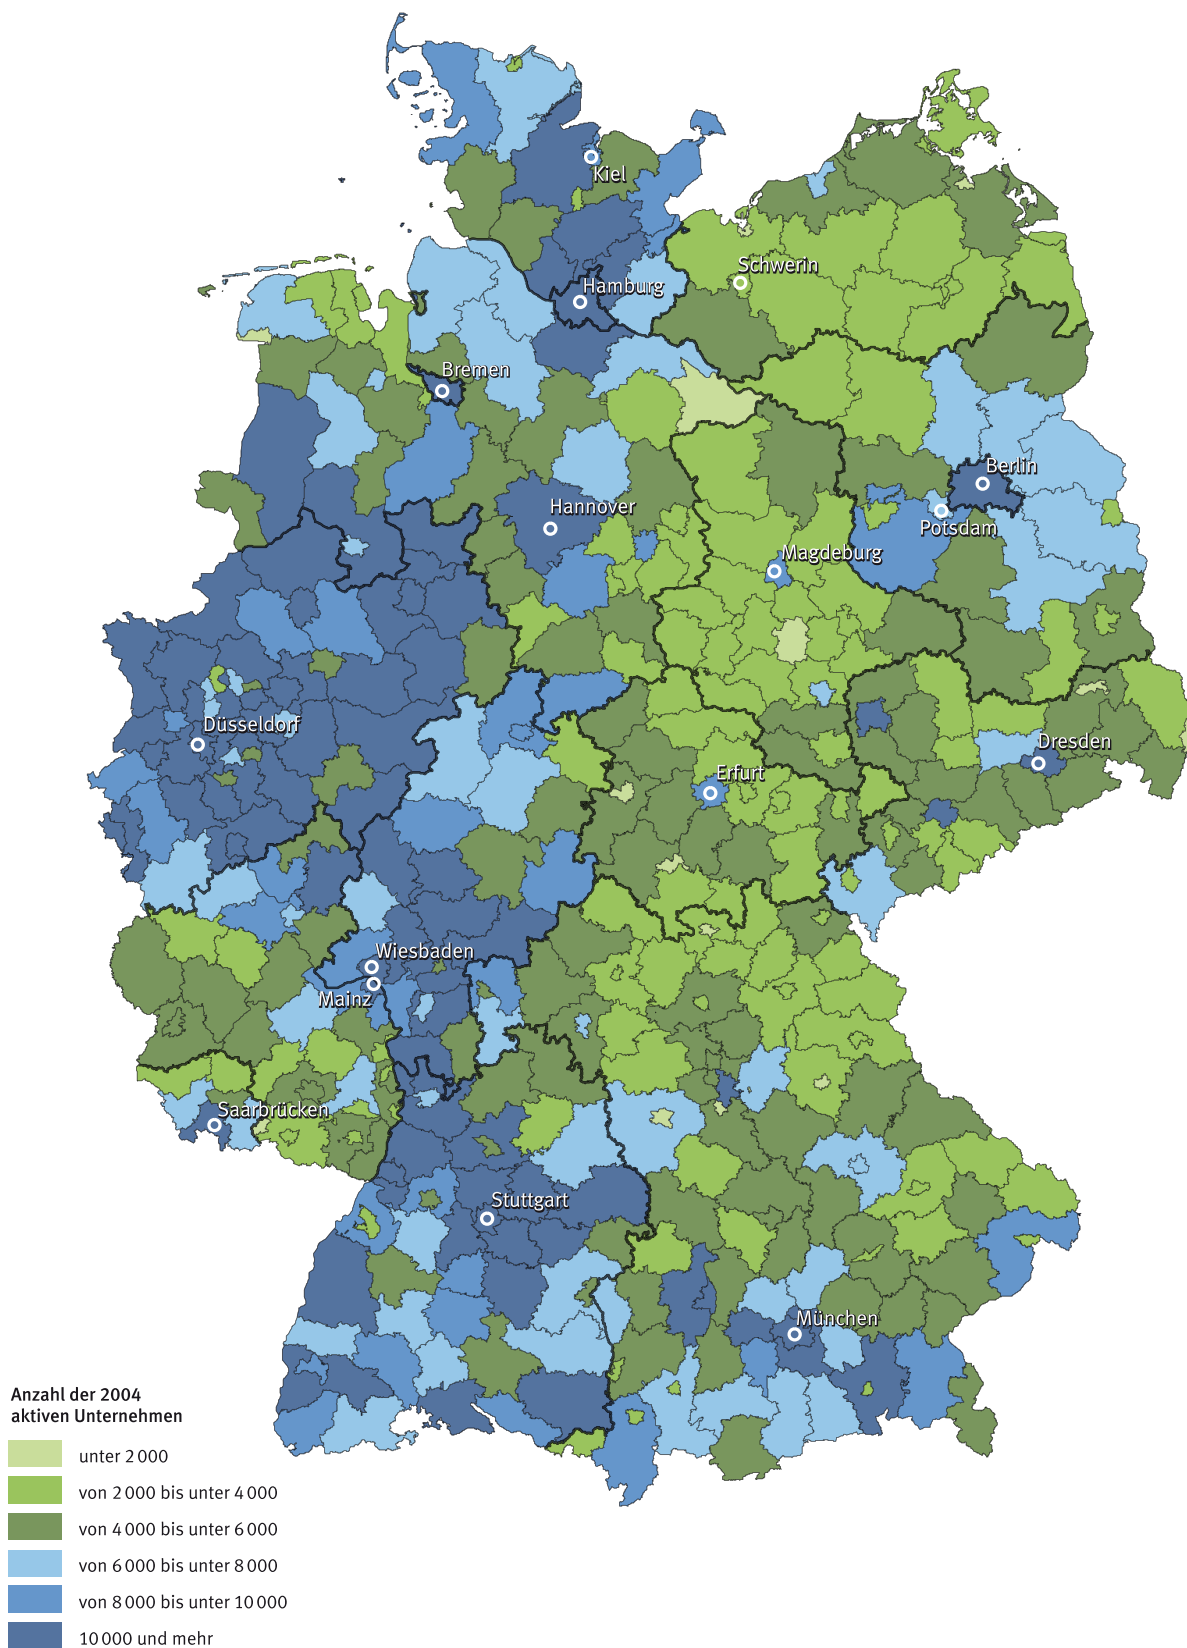 Kiel
Schwerin
Hamburg
Bremen
Berlin
Hannover
Potsdam
Magdeburg
Düsseldorf
Dresden
Erfurt
Wiesbaden
Mainz
Saarbrücken
Stuttgart
München
Anzahl der 2004
aktiven Unternehmen
unter 2 000
von 2 000 bis unter 4 000
von 4 000 bis unter 6 000
von 6 000 bis unter 8 000
von 8 000 bis unter 10 000
10 000 und mehr